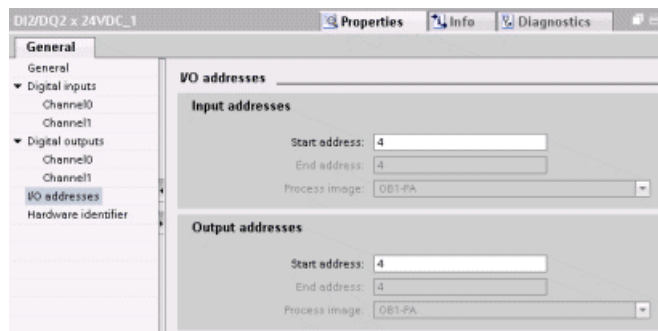 DI2/DQ2 x 24VDC_1
Properties
Info
Diagnostics
General
General
Digital inputs
Channel0
Channel1
Digital outputs
Channel0
Channel1
I/O addresses
Hardware identifier
I/O addresses
Input addresses
Start address: 4
End address: 4
Process image: OB1-PA
Output addresses
Start address: 4
End address: 4
Process image: OB1-PA